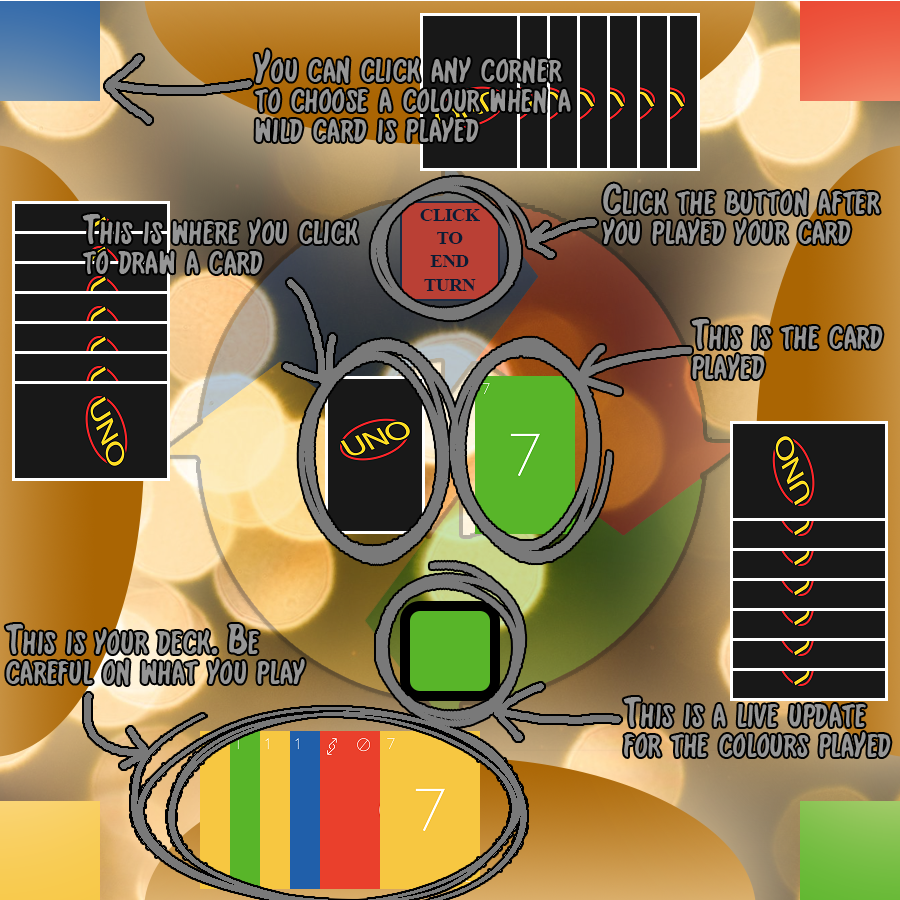 You can click any corner
to choose a colour when a
wild card is played
This is where you click
to draw a card
CLICK
TO
END
TURN
Click the button after
you played your card
This is the card
played
UNO
UNO
7
7
UNO
This is your deck. Be
careful on what you play
This is a live update
for the colours played
1 1 1 7
7